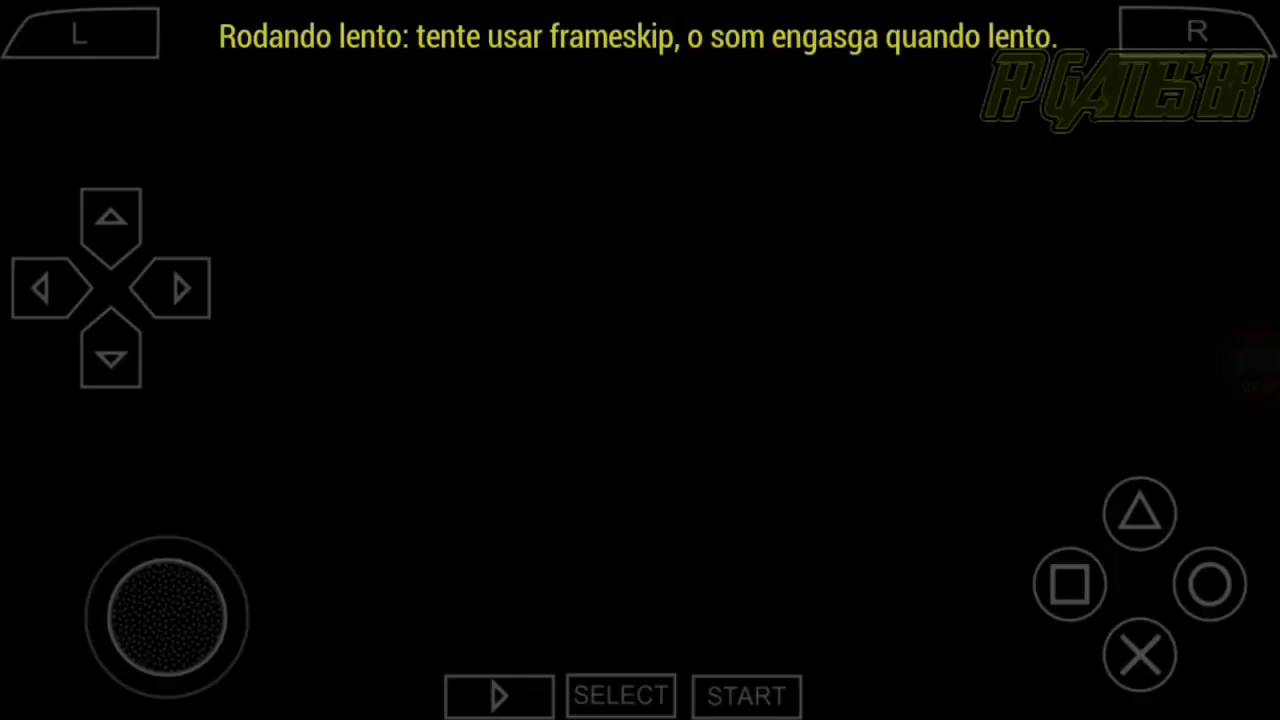 L
Rodando lento: tente usar frameskip, o som engasga quando lento.
R
SELECT
START